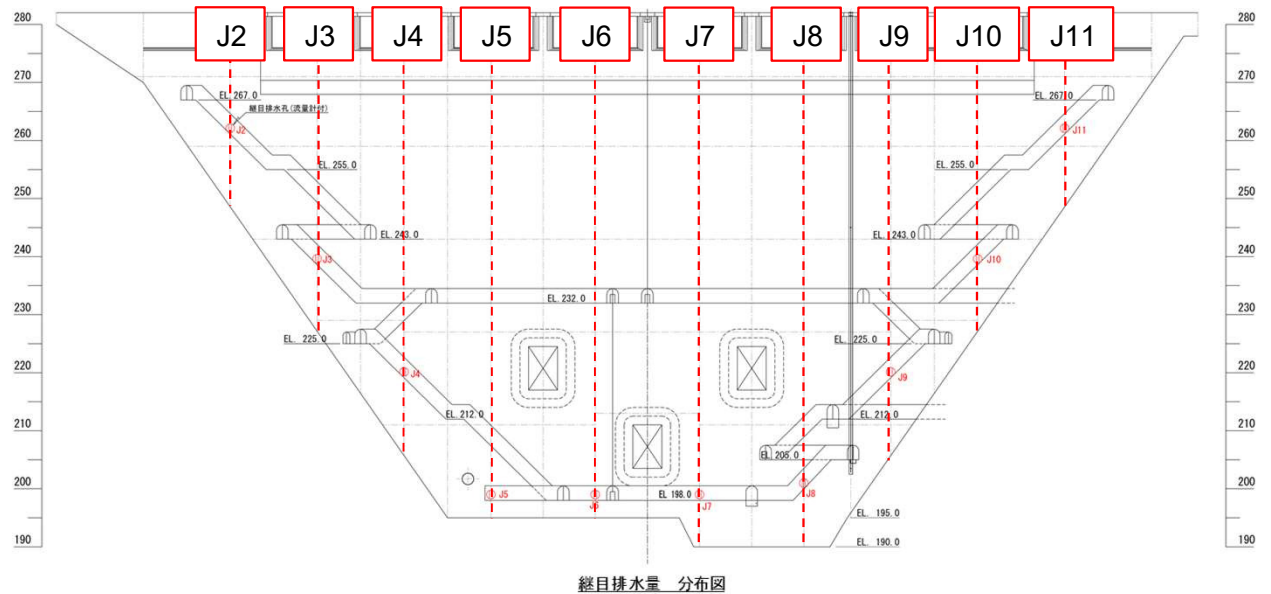 J2 J3 J4 J5 J6 J7 J8 J9 J10 J11
280 280
270 270
EL.267.0 EL.267.0
継目排水孔(流量計付)
J2 J11
260 260
EL.255.0 EL.255.0
250 250
EL.243.0 EL.243.0
240 240
J3 J10
EL.232.0
230 230
EL. 225.0 EL.225.0
220 220
J4 J9
EL.212.0 EL.212.0
210 210
EL 205.0
200 200
J5 J6 EL 198.0 J7 J8
EL. 195.0
190 EL. 190.0 190
継目排水量 分布図